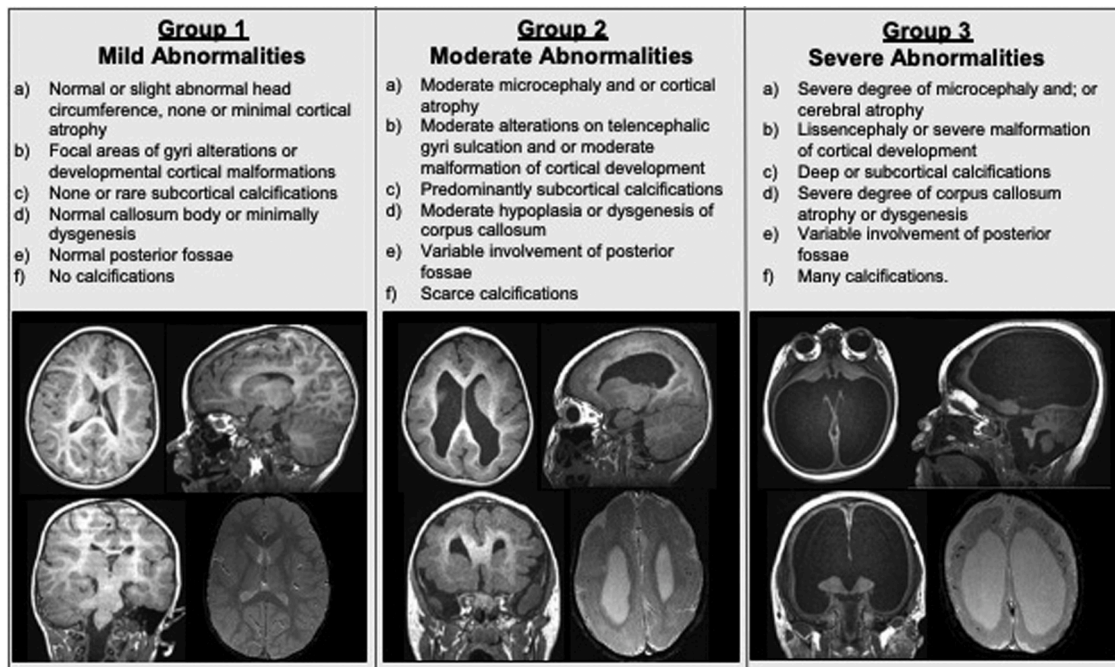 Group 1
Mild Abnormalities
a) Normal or slight abnormal head
circumference, none or minimal cortical
atrophy
b) Focal areas of gyri alterations or
developmental cortical malformations
c) None or rare subcortical calcifications
d) Normal callosum body or minimally
dysgenesis
e) Normal posterior fossae
f) No calcifications
Group 2
Moderate Abnormalities
a) Moderate microcephaly and or cortical
atrophy
b) Moderate alterations on telencephalic
gyri sulcation and or moderate
malformation of cortical development
c) Predominantly subcortical calcifications
d) Moderate hypoplasia or dysgenesis of
corpus callosum
e) Variable involvement of posterior
fossae
f) Scarce calcifications
Group 3
Severe Abnormalities
a) Severe degree of microcephaly and; or
cerebral atrophy
b) Lissencephaly or severe malformation
of cortical development
c) Deep or subcortical calcifications
d) Severe degree of corpus callosum
atrophy or dysgenesis
e) Variable involvement of posterior
fossae
f) Many calcifications.